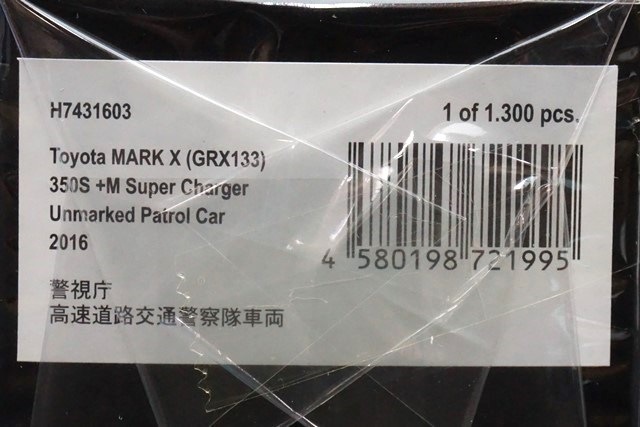 H7431603
1 of 1.300 pcs.
Toyota MARK X (GRX133)
350S +M Super Charger
Unmarked Patrol Car
2016
4 580198 721995
警視庁
高速道路交通警察隊車両